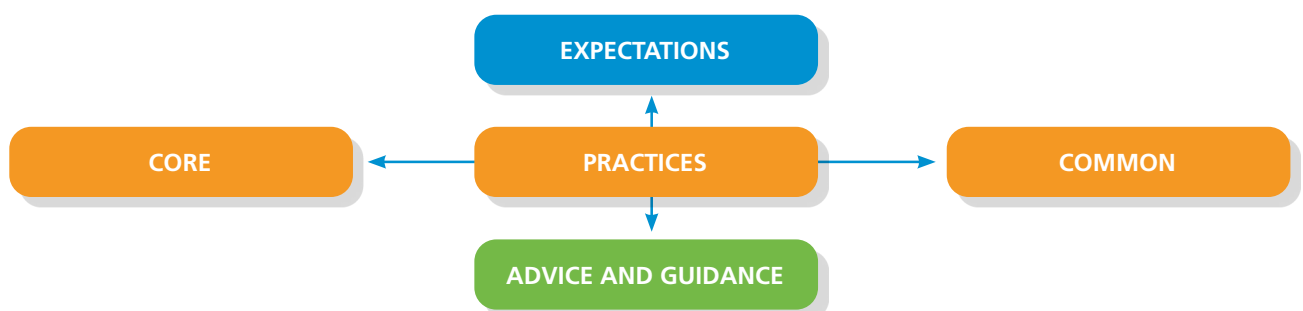 EXPECTATIONS
CORE
PRACTICES
COMMON
ADVICE AND GUIDANCE